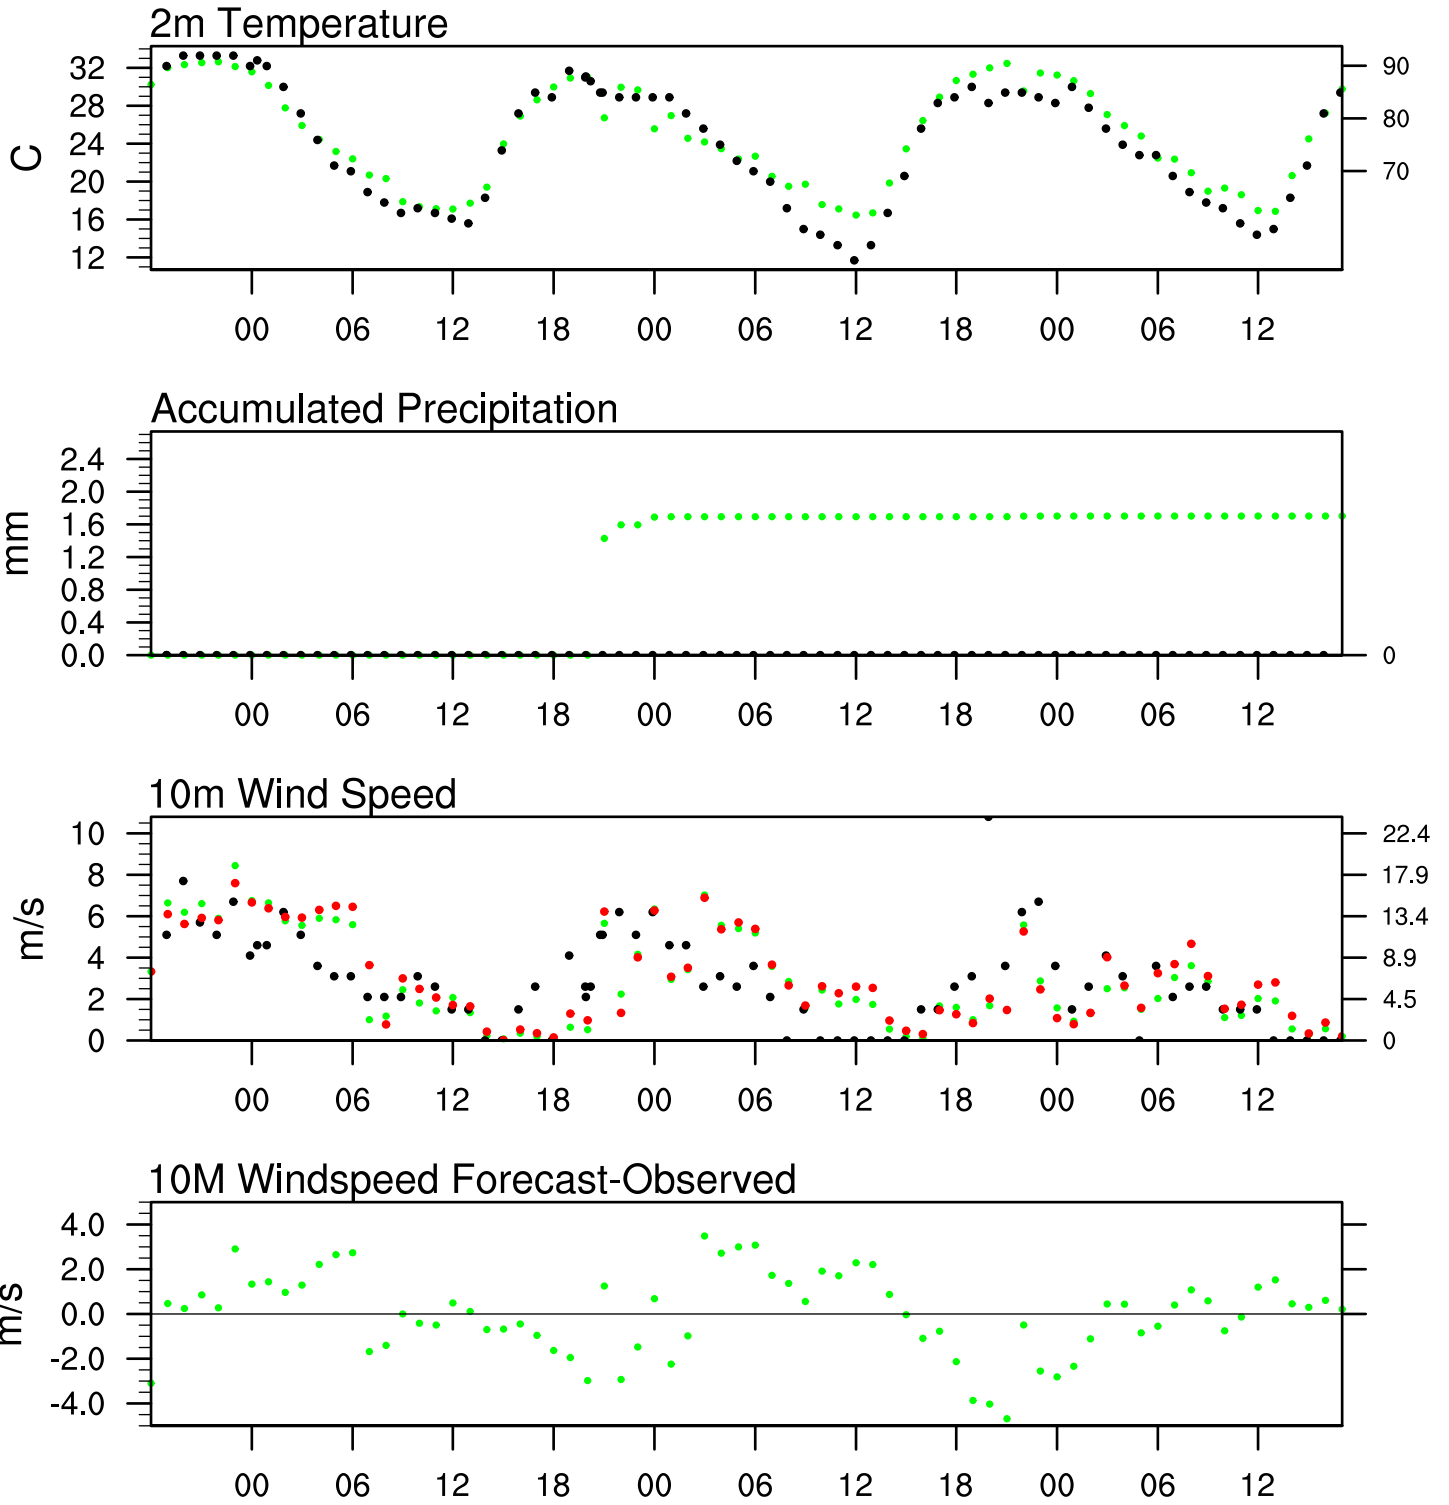 2m Temperature
32 90
28
80
24
C
20 70
16
12
00 06 12 18 00 06 12 18 00 06 12
Accumulated Precipitation
2.4
2.0
1.6
mm
1.2
0.8
0.4
0.0 0
00 06 12 18 00 06 12 18 00 06 12
10m Wind Speed
10 22.4
8 17.9
6 13.4
m/s
4 8.9
2 4.5
0 0
00 06 12 18 00 06 12 18 00 06 12
10M Windspeed Forecast-Observed
4.0
2.0
0.0
m/s
-2.0
-4.0
00 06 12 18 00 06 12 18 00 06 12